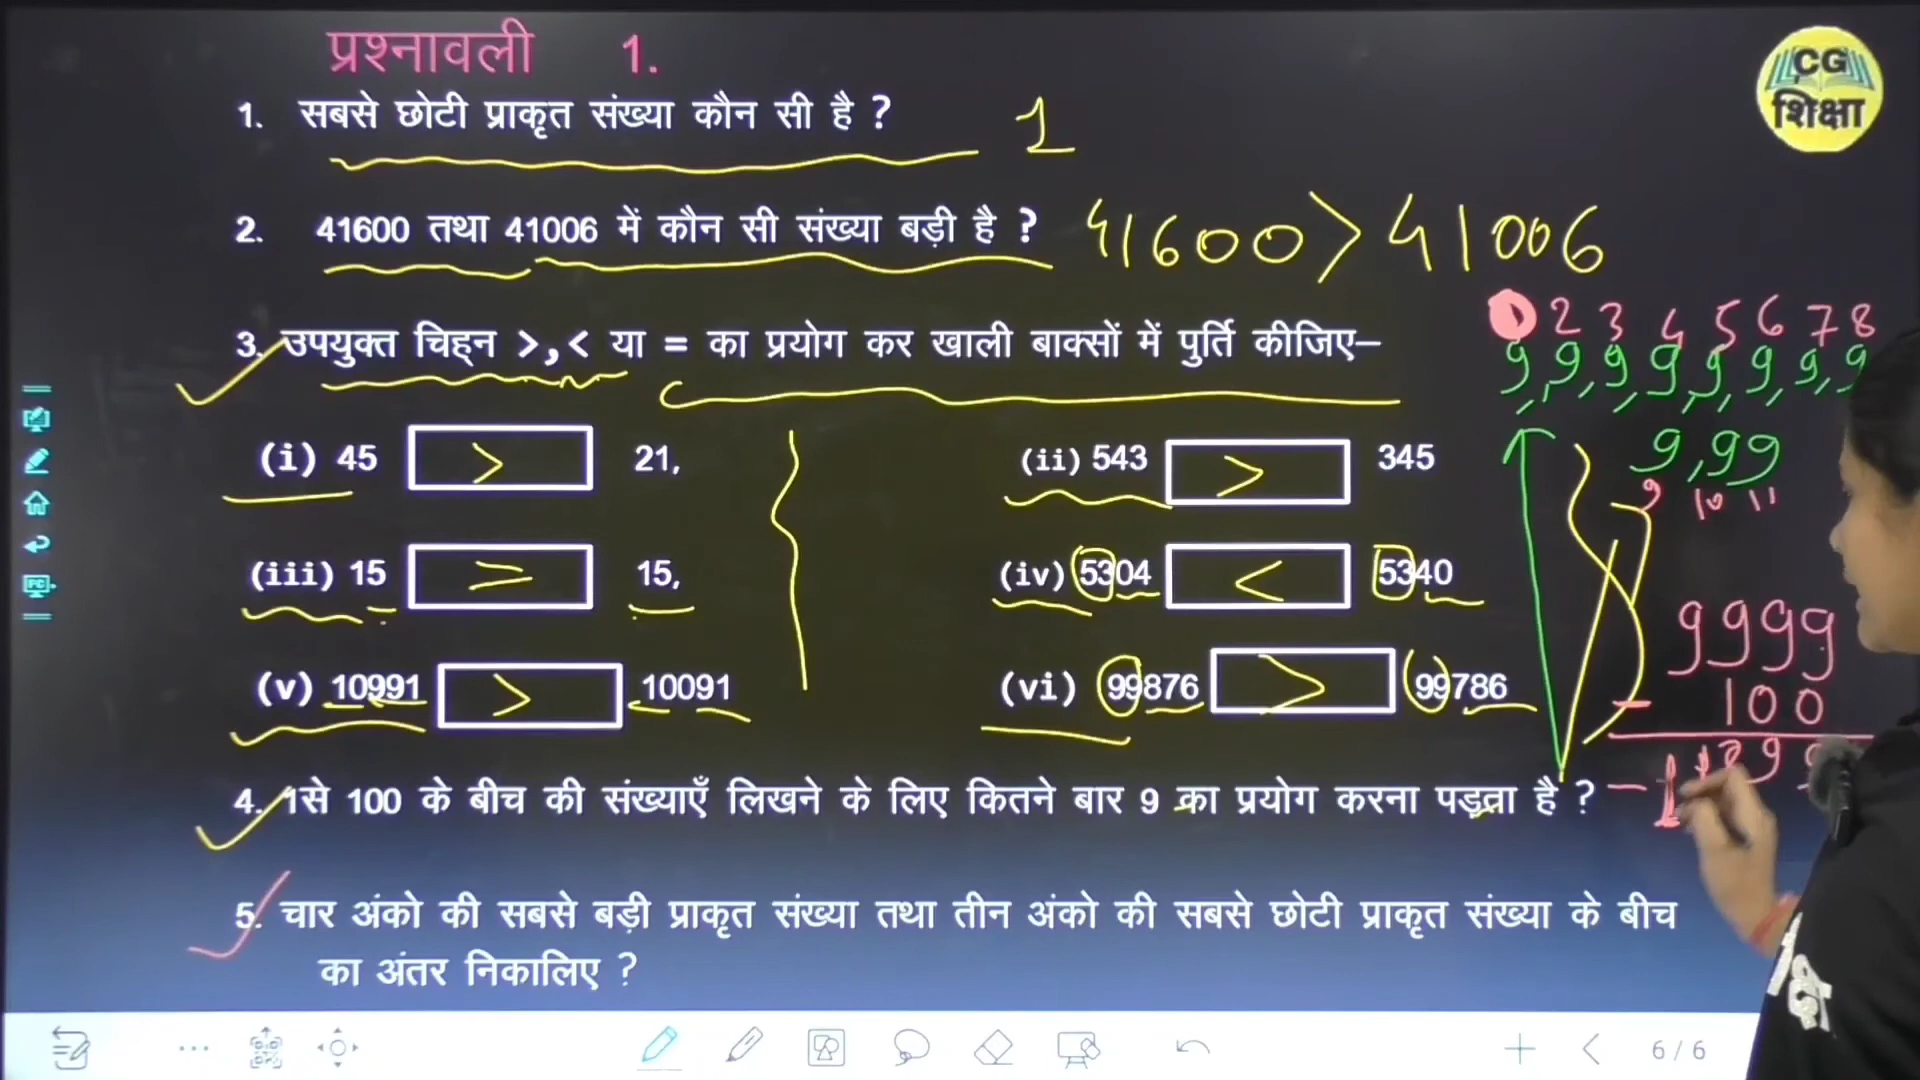 प्रश्नावली 1.
CG
शिक्षा
1. सबसे छोटी प्राकृत संख्या कौन सी है ? 1
2. 41600 तथा 41006 में कौन सी संख्या बड़ी है ? 41600 > 41006
3. उपयुक्त चिह्न >,< या = का प्रयोग कर खाली बाक्सों में पुर्ति कीजिए–
1 2 3 4 5 6 7 8
9, 9, 9, 9, 9, 9, 9, 9
9, 99
9 10 11
(i) 45 > 21, (ii) 543 > 345
(iii) 15 = 15, (iv) 5304 < 5340
(v) 10991 > 10091 (vi) 99876 > 99786
9999
- 100
4. 1से 100 के बीच की संख्याएँ लिखने के लिए कितने बार 9 का प्रयोग करना पड़ता है ?
5. चार अंको की सबसे बड़ी प्राकृत संख्या तथा तीन अंको की सबसे छोटी प्राकृत संख्या के बीच
का अंतर निकालिए ?
6 / 6